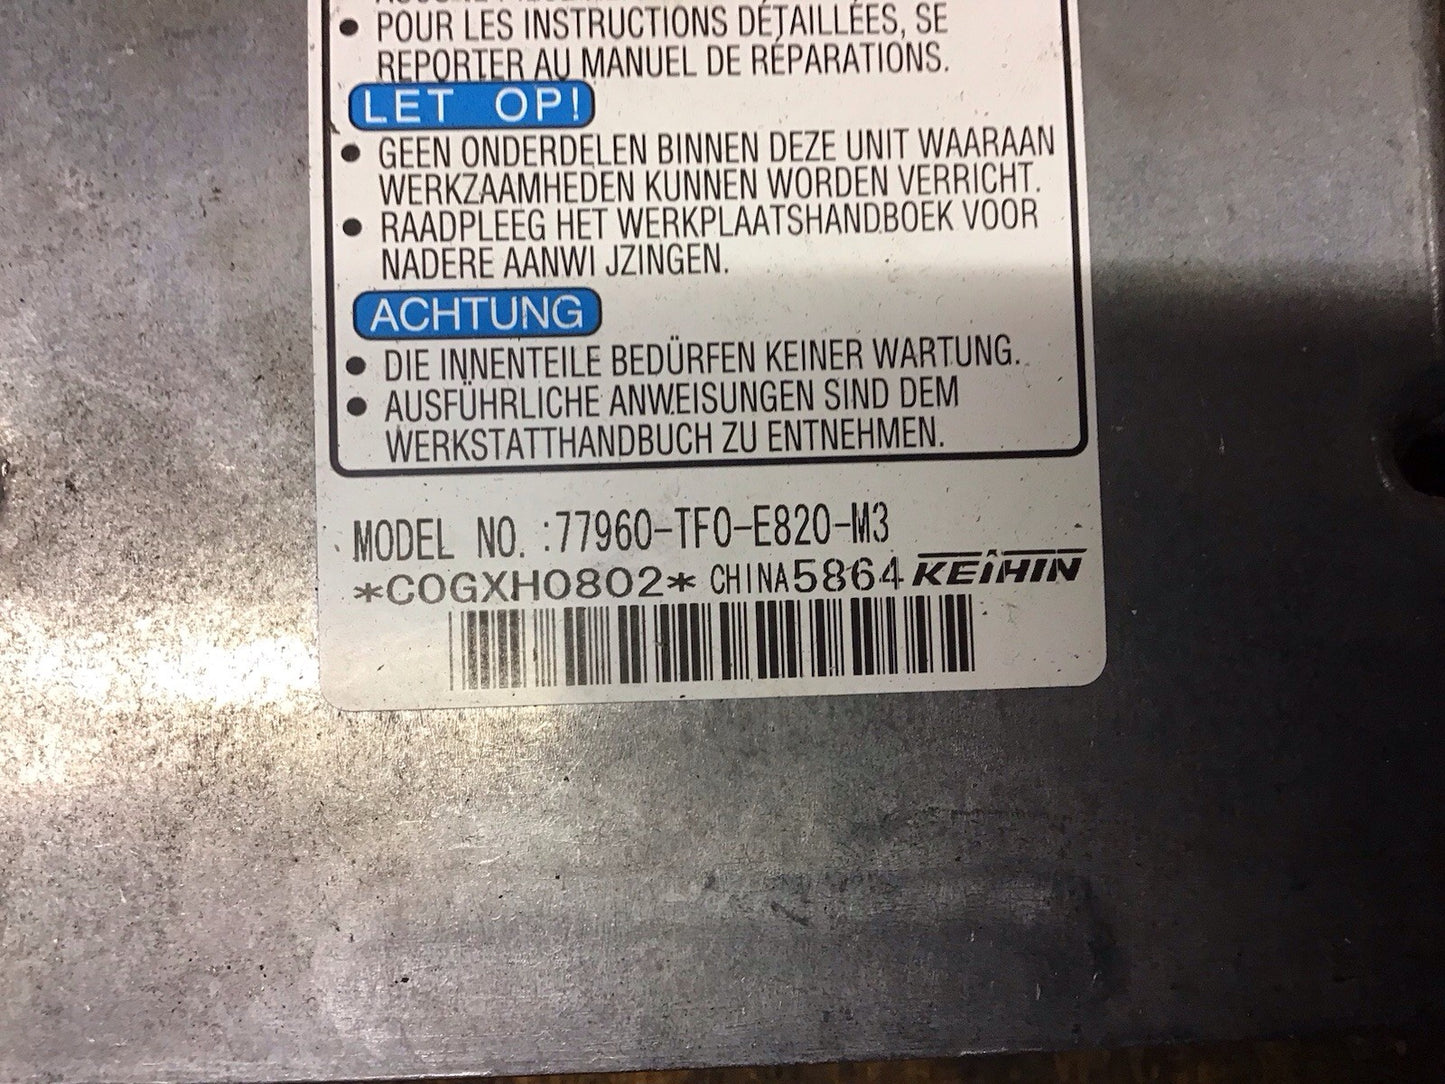 • POUR LES INSTRUCTIONS DÉTAILLÉES, SE
REPORTER AU MANUEL DE RÉPARATIONS.
LET OP!
• GEEN ONDERDELEN BINNEN DEZE UNIT WAARAAN
WERKZAAMHEDEN KUNNEN WORDEN VERRICHT.
• RAADPLEEG HET WERKPLAATSHANDBOEK VOOR
NADERE AANWI JZINGEN.
ACHTUNG
• DIE INNENTEILE BEDÜRFEN KEINER WARTUNG.
• AUSFÜHRLICHE ANWEISUNGEN SIND DEM
WERKSTATTHANDBUCH ZU ENTNEHMEN.
MODEL NO. :77960-TF0-E820-M3
*C0GXH0802* CHINA5864 KEIHIN